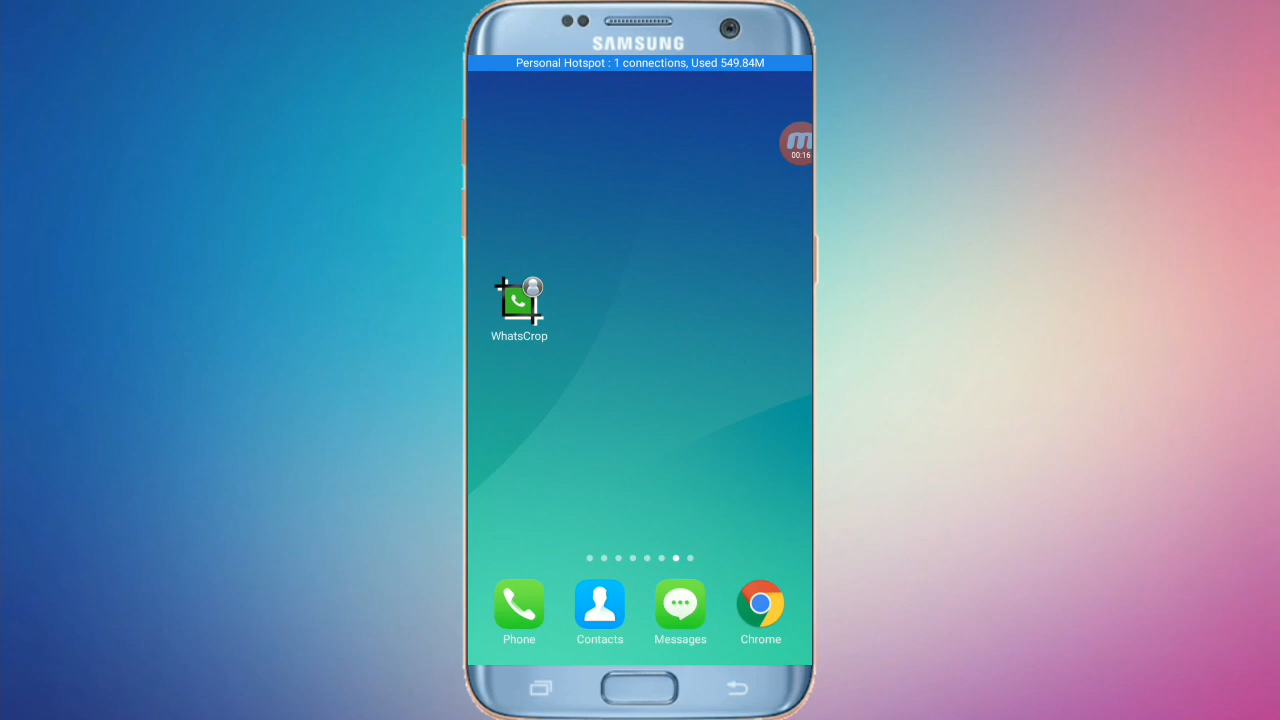 SAMSUNG
Personal Hotspot : 1 connections, Used 549.84M
m
00:16
WhatsCrop
Phone
Contacts
Messages
Chrome